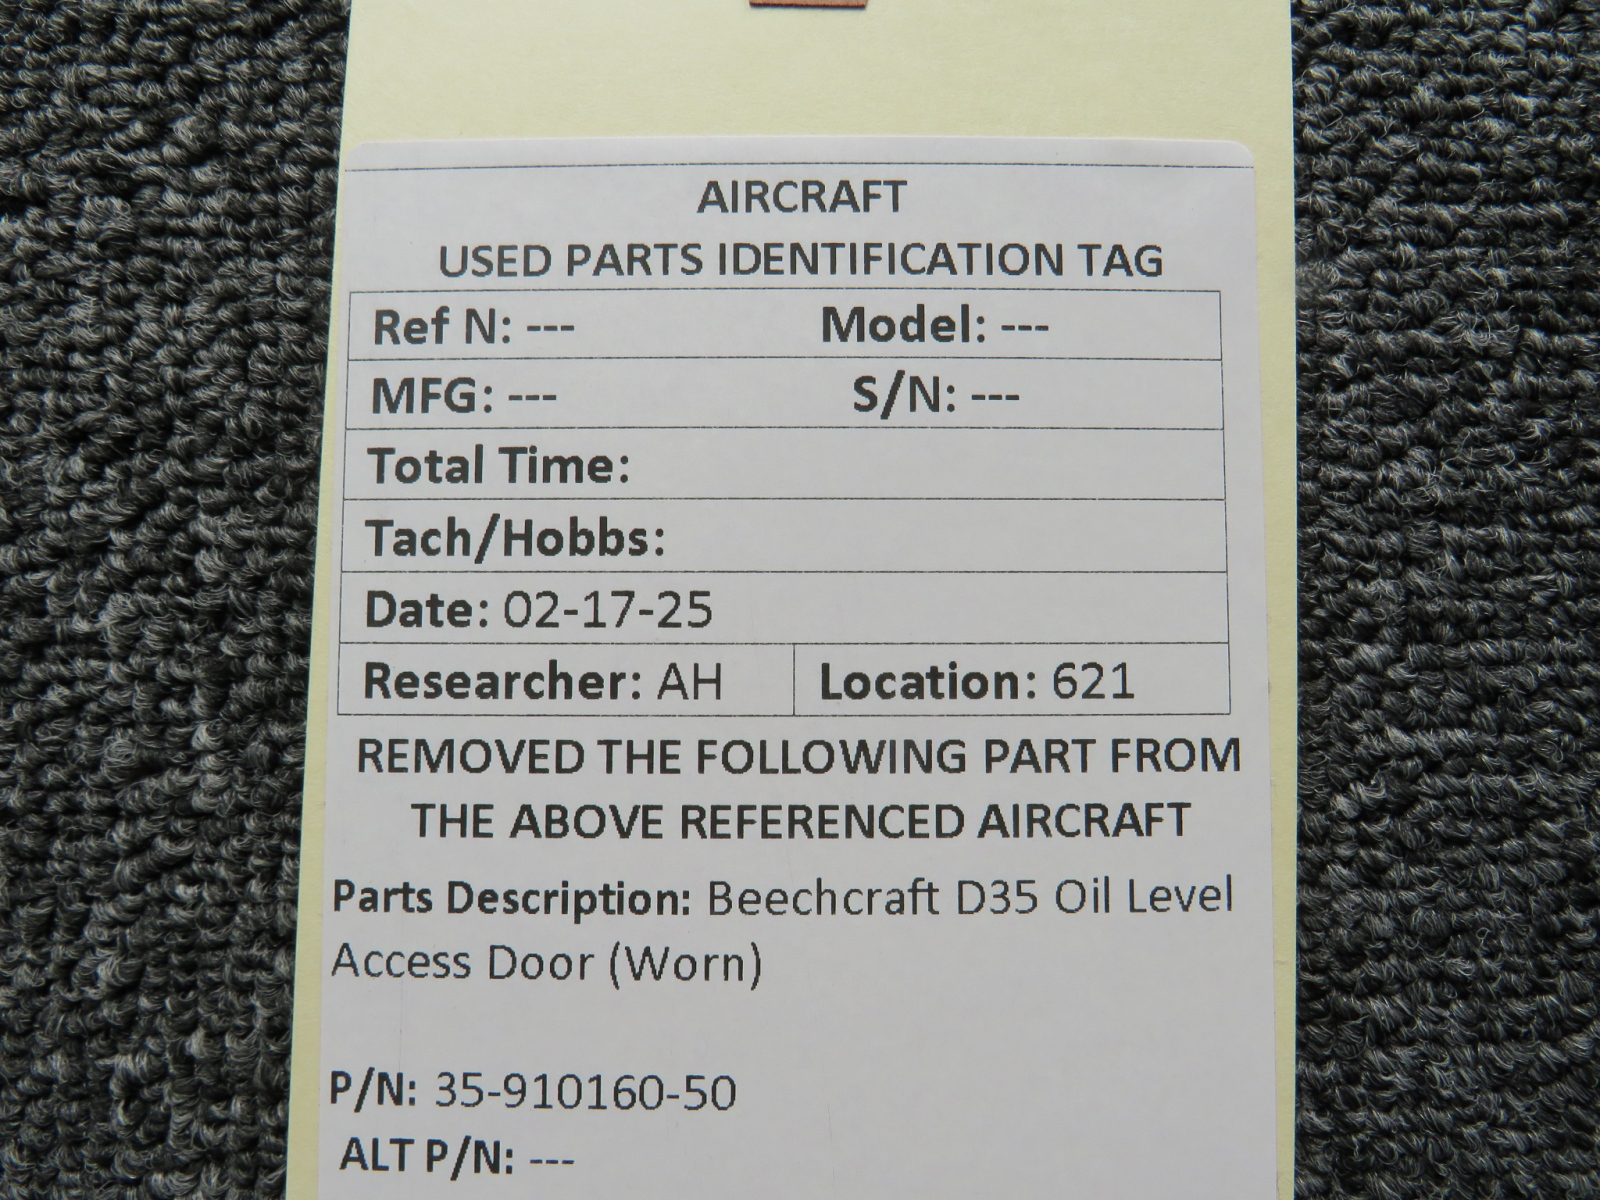 AIRCRAFT
USED PARTS IDENTIFICATION TAG
Ref N: --- Model: ---
MFG: --- S/N: ---
Total Time:
Tach/Hobbs:
Date: 02-17-25
Researcher: AH Location: 621
REMOVED THE FOLLOWING PART FROM
THE ABOVE REFERENCED AIRCRAFT
Parts Description: Beechcraft D35 Oil Level
Access Door (Worn)
P/N: 35-910160-50
ALT P/N: ---